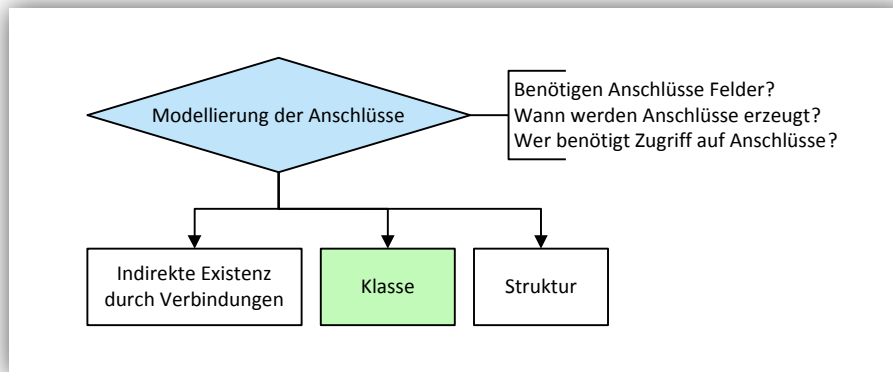 Modellierung der Anschlüsse
Benötigen Anschlüsse Felder?
Wann werden Anschlüsse erzeugt?
Wer benötigt Zugriff auf Anschlüsse?
Indirekte Existenz
durch Verbindungen
Klasse
Struktur